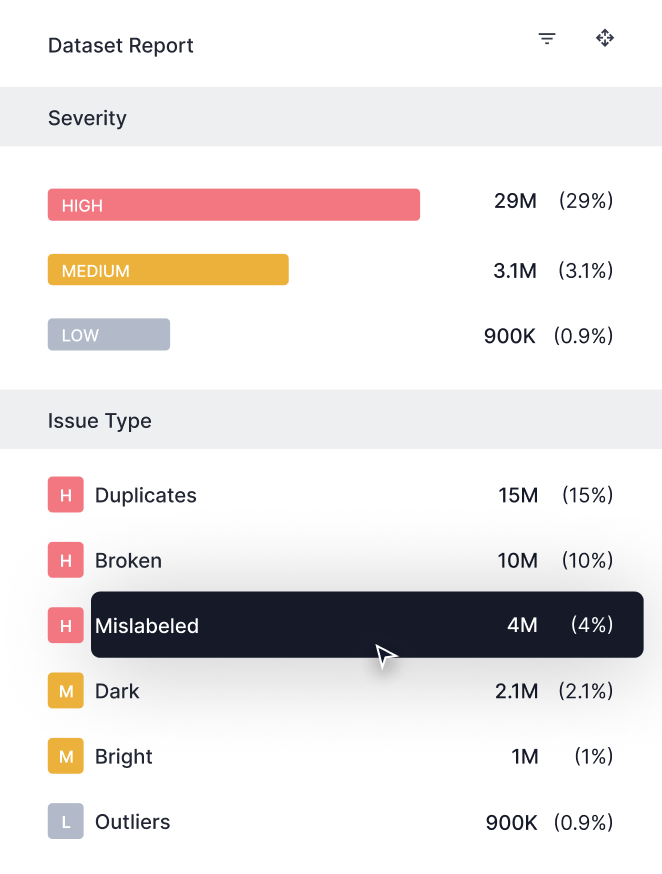 Dataset Report
Severity
HIGH 29M (29%)
MEDIUM 3.1M (3.1%)
LOW 900K (0.9%)
Issue Type
H Duplicates 15M (15%)
H Broken 10M (10%)
H Mislabeled 4M (4%)
M Dark 2.1M (2.1%)
M Bright 1M (1%)
L Outliers 900K (0.9%)